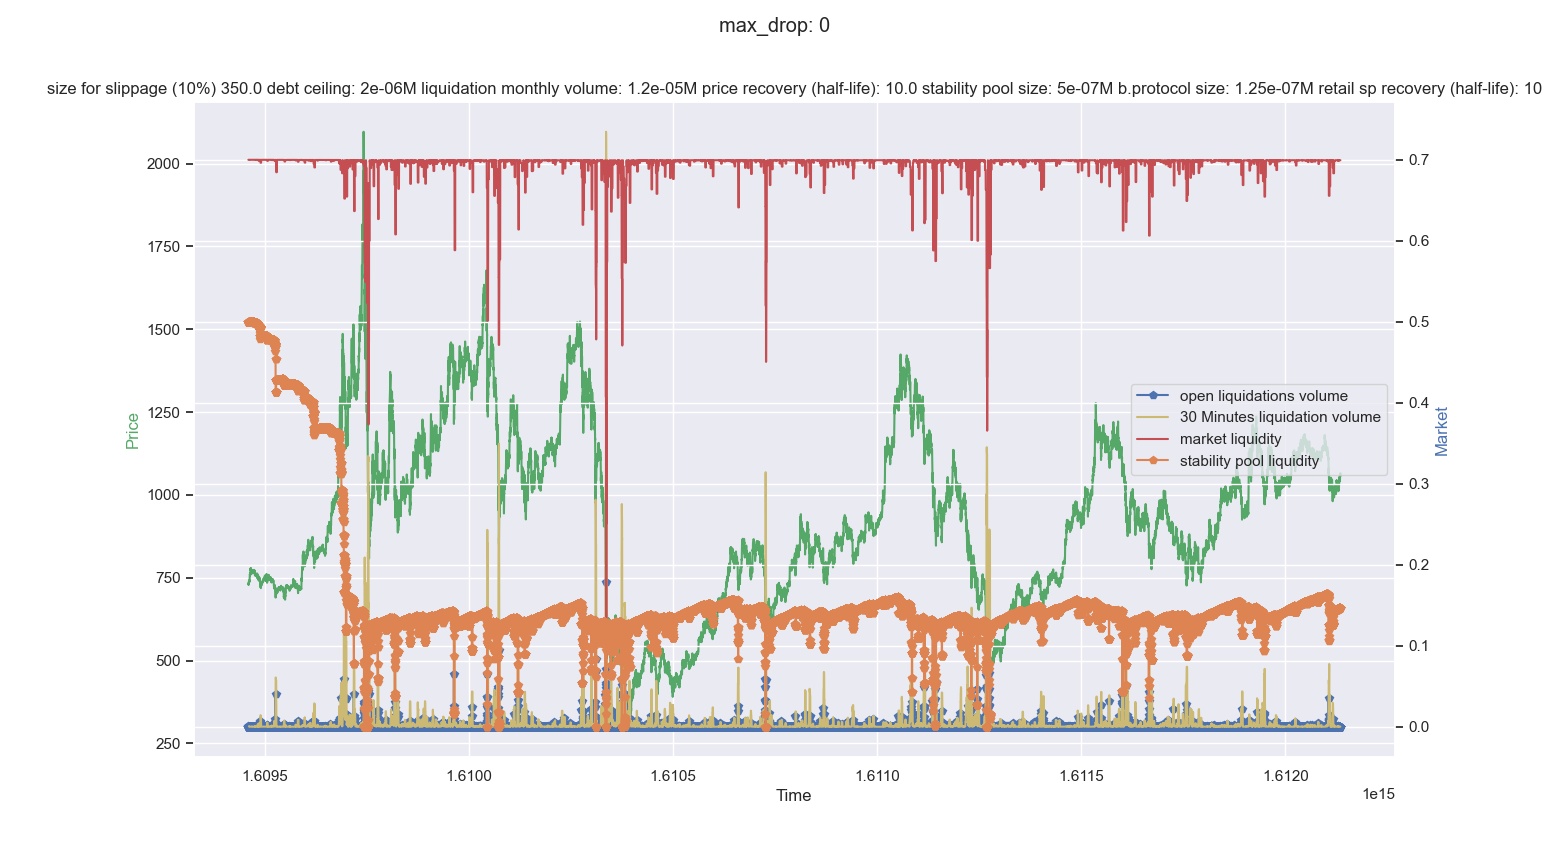 max_drop: 0
size for slippage (10%) 350.0 debt ceiling: 2e-06M liquidation monthly volume: 1.2e-05M price recovery (half-life): 10.0 stability pool size: 5e-07M b.protocol size: 1.25e-07M retail sp recovery (half-life): 10
2000
1750
1500
1250
1000
750
500
250
Price
0.7
0.6
0.5
0.4
0.3
0.2
0.1
0.0
Market
open liquidations volume
30 Minutes liquidation volume
market liquidity
stability pool liquidity
1.6095
1.6100
1.6105
1.6110
1.6115
1.6120
Time
1e15